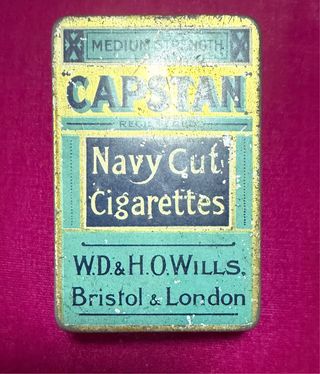 MEDIUM STRENGTH
"CAPSTAN"
REGISTERED
Navy Cut
Cigarettes
W.D.& H.O.WILLS,
Bristol & London